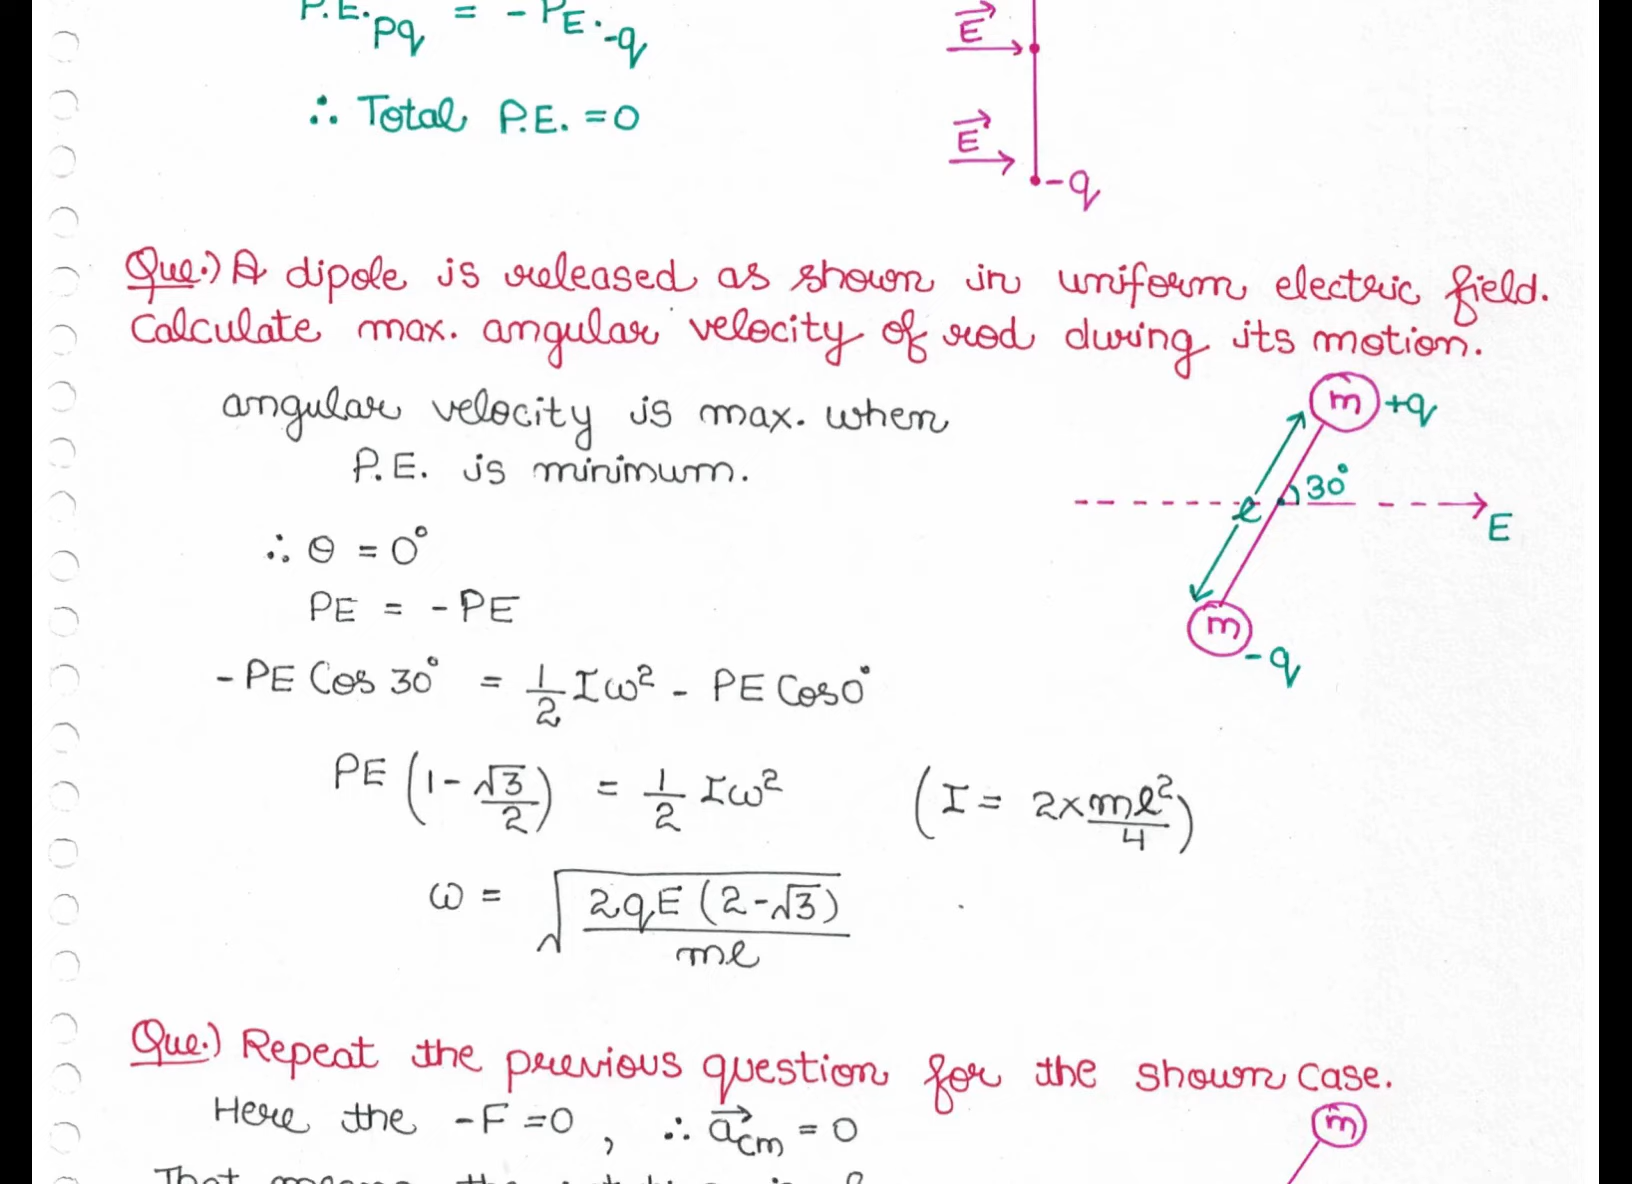 P.E.pq = -PE.-q
∴ Total P.E. = 0
E⃗
E⃗
-q
Que.) A dipole is released as shown in uniform electric field.
Calculate max. angular velocity of rod during its motion.
angular velocity is max. when
P.E. is minimum.
m +q
30°
ℓ
E
m
-q
∴ θ = 0°
PE = - PE
- PE Cos 30° = 1/2 Iω² - PE Cos 0°
PE (1 - √3/2) = 1/2 Iω² (I = 2 × mℓ²/4)
ω = √(2qE (2-√3) / mℓ)
Que.) Repeat the previous question for the shown case.
Here the -F = 0 , ∴ a⃗cm = 0
m